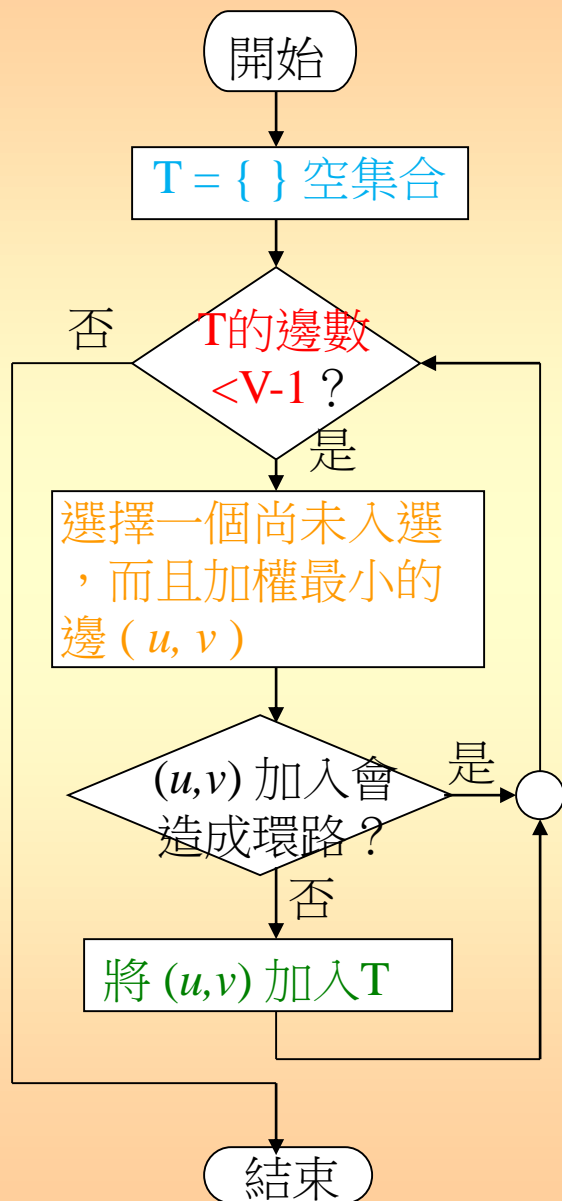 開始
T = { } 空集合
否
T的邊數
<V-1？
是
選擇一個尚未入選
，而且加權最小的
邊 ( u, v )
(u,v) 加入會
造成環路？
是
否
將 (u,v) 加入T
結束